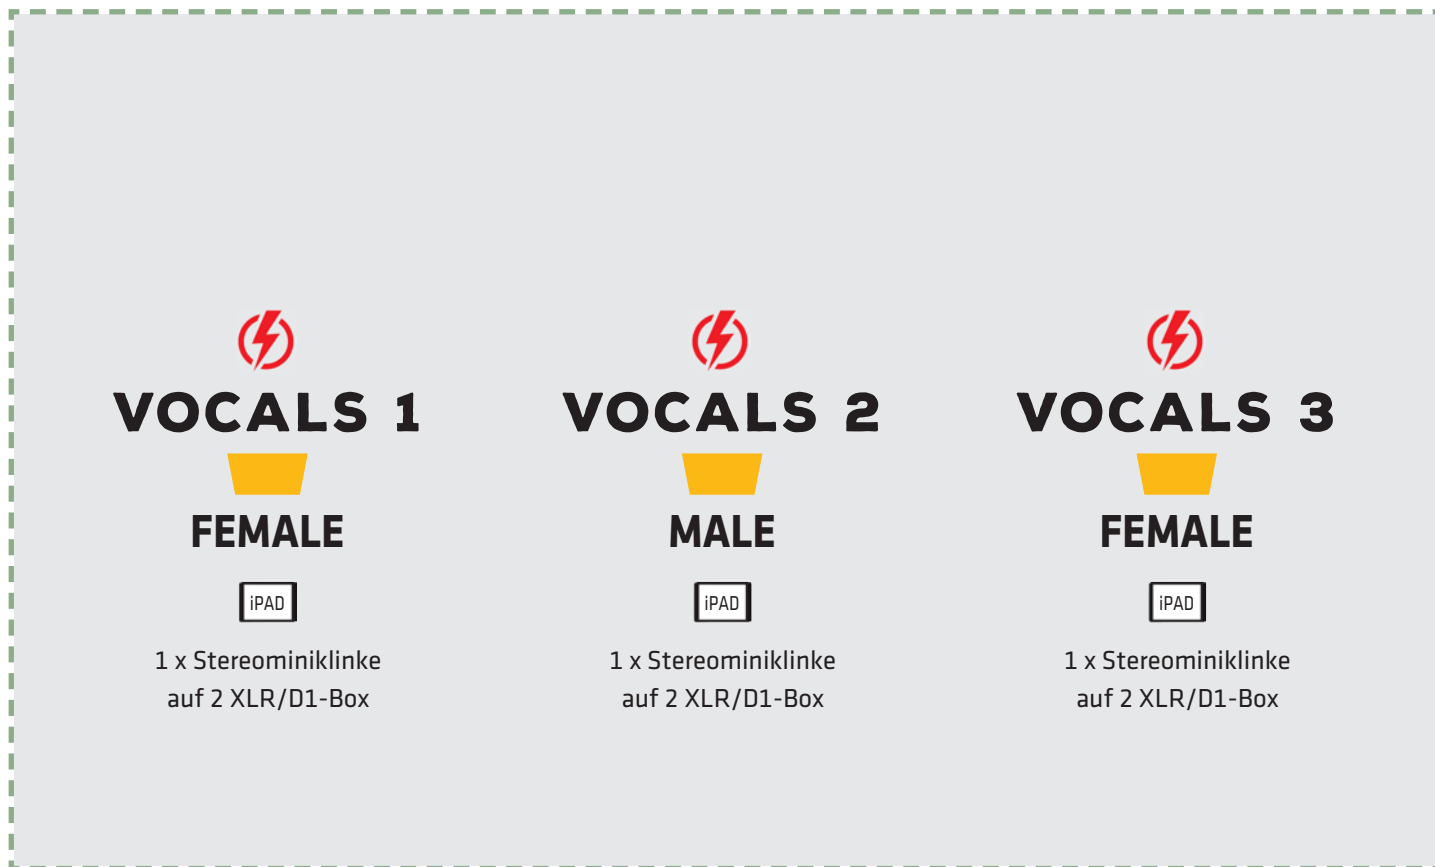 VOCALS 1
VOCALS 2
VOCALS 3
FEMALE
MALE
FEMALE
iPAD
iPAD
iPAD
1 x Stereominiklinke
auf 2 XLR/D1-Box
1 x Stereominiklinke
auf 2 XLR/D1-Box
1 x Stereominiklinke
auf 2 XLR/D1-Box